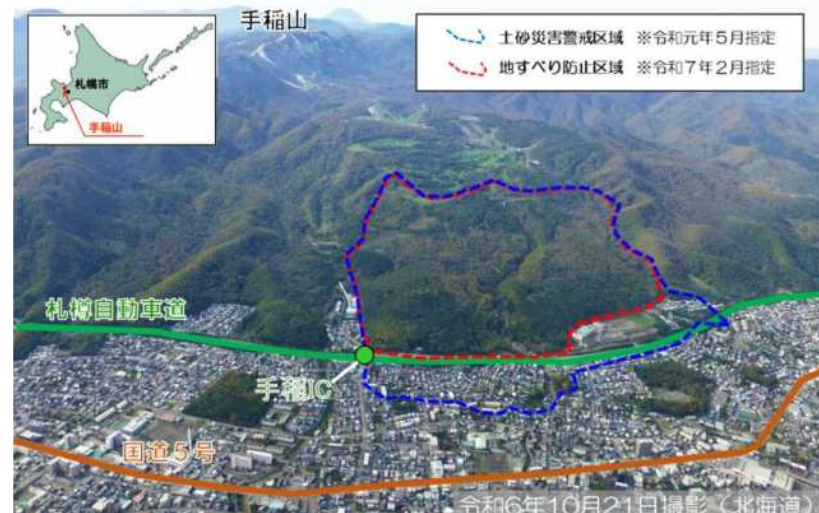 手稲山
札幌市
手稲山
土砂災害警戒区域 ※令和元年5月指定
地すべり防止区域 ※令和7年2月指定
札樽自動車道
手稲IC
国道5号
令和6年10月21日撮影（北海道）